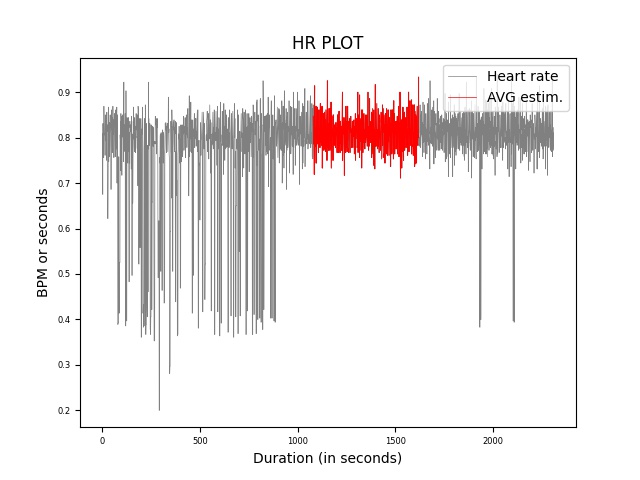 HR PLOT
Heart rate
AVG estim.
BPM or seconds
0.9
0.8
0.7
0.6
0.5
0.4
0.3
0.2
0 500 1000 1500 2000
Duration (in seconds)